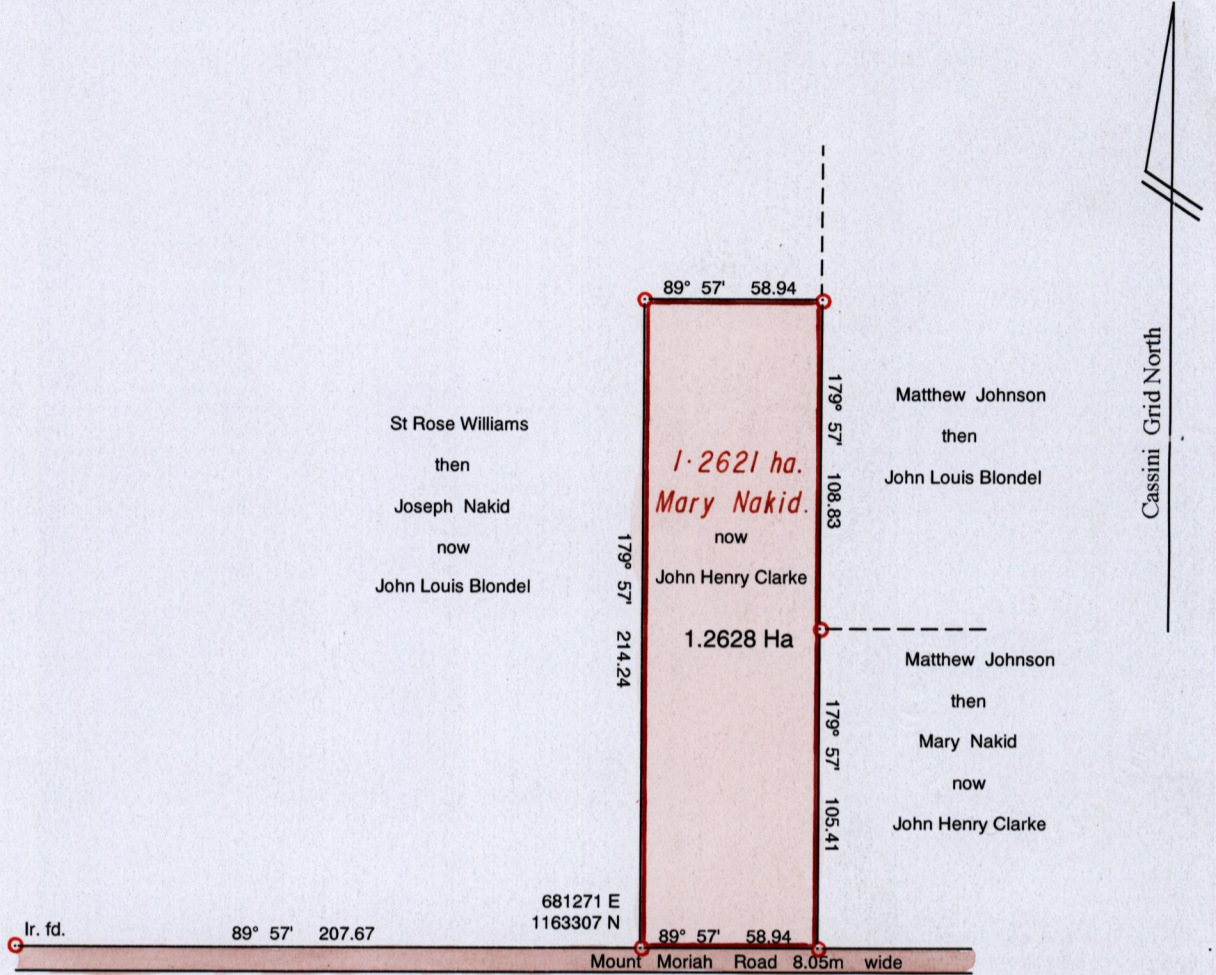 89° 57' 58.94
Cassini Grid North
St Rose Williams
then
Joseph Nakid
now
John Louis Blondel
179° 57' 214.24
1.2621 ha.
Mary Nakid.
now
John Henry Clarke
1.2628 Ha
179° 57' 108.83
Matthew Johnson
then
John Louis Blondel
179° 57' 105.41
Matthew Johnson
then
Mary Nakid
now
John Henry Clarke
681271 E
1163307 N
Ir. fd.
89° 57' 207.67
89° 57' 58.94
Mount Moriah Road 8.05m wide